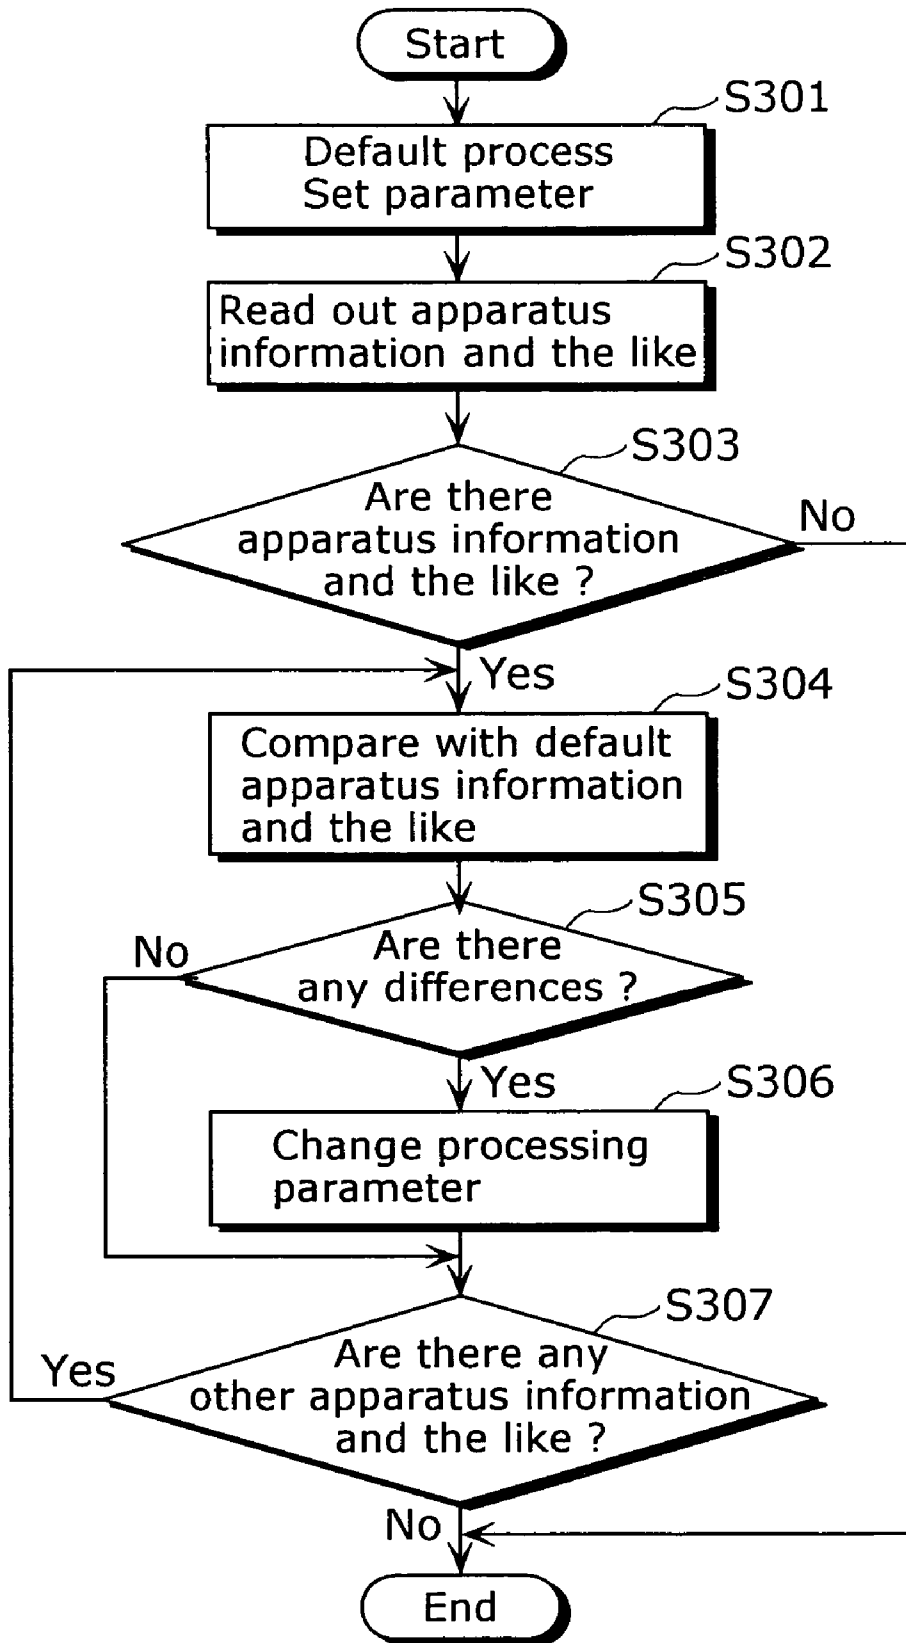 Start
S301
Default process
Set parameter
S302
Read out apparatus
information and the like
S303
Are there
apparatus information
and the like ?
No
Yes
S304
Compare with default
apparatus information
and the like
S305
No
Are there
any differences ?
Yes
S306
Change processing
parameter
S307
Yes
Are there any
other apparatus information
and the like ?
No
End